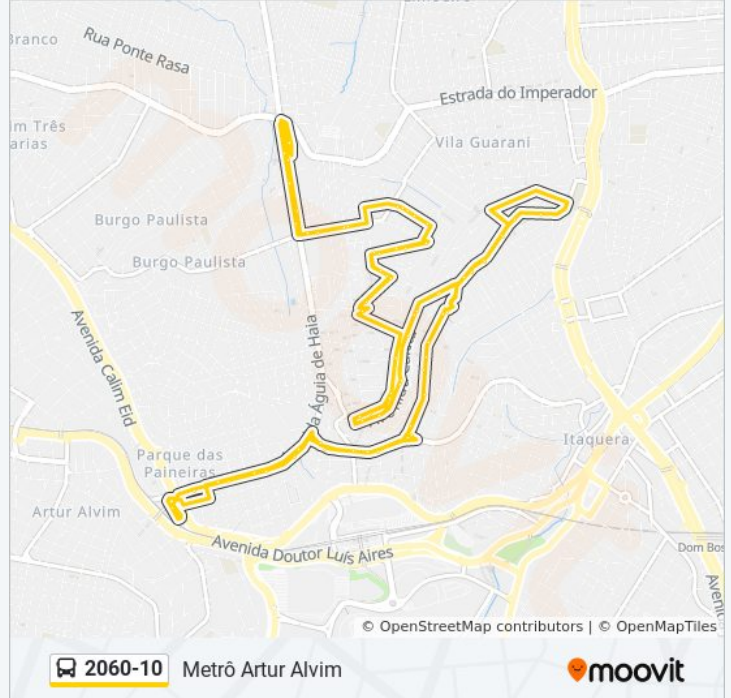 Branco
Rua Ponte Rasa
Estrada do Imperador
im Três
arias
Vila Guarani
Burgo Paulista
Burgo Paulista
Avenida Calim Eid
da Águia de Haia
Itaquera
Parque das
Paineiras
Artur Alvim
Avenida Doutor Luís Aires
Dom Bos
Aveni
© OpenStreetMap contributors | © OpenMapTiles
2060-10 Metrô Artur Alvim
moovit